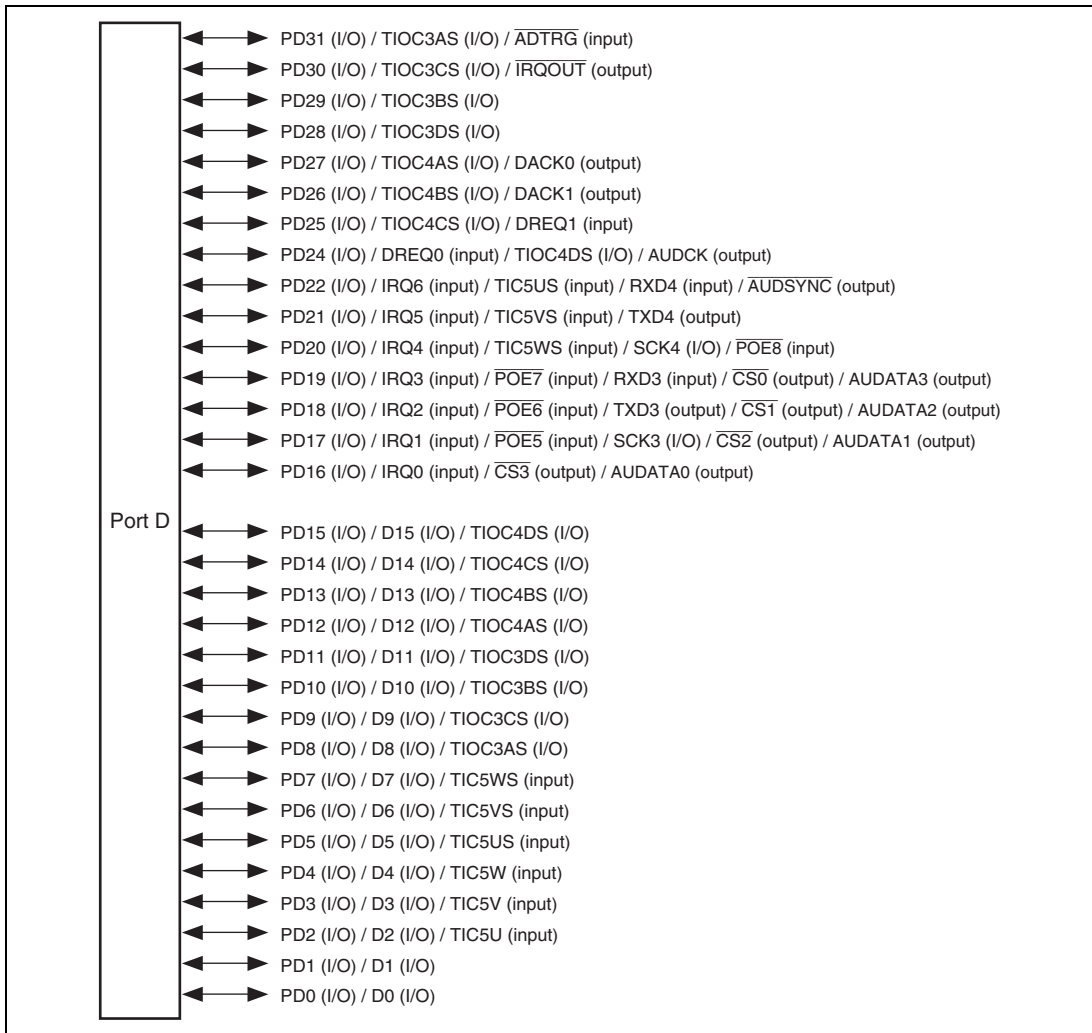 PD31 (I/O) / TIOC3AS (I/O) / ADTRG (input)
PD30 (I/O) / TIOC3CS (I/O) / IRQOUT (output)
PD29 (I/O) / TIOC3BS (I/O)
PD28 (I/O) / TIOC3DS (I/O)
PD27 (I/O) / TIOC4AS (I/O) / DACK0 (output)
PD26 (I/O) / TIOC4BS (I/O) / DACK1 (output)
PD25 (I/O) / TIOC4CS (I/O) / DREQ1 (input)
PD24 (I/O) / DREQ0 (input) / TIOC4DS (I/O) / AUDCK (output)
PD22 (I/O) / IRQ6 (input) / TIC5US (input) / RXD4 (input) / AUDSYNC (output)
PD21 (I/O) / IRQ5 (input) / TIC5VS (input) / TXD4 (output)
PD20 (I/O) / IRQ4 (input) / TIC5WS (input) / SCK4 (I/O) / POE8 (input)
PD19 (I/O) / IRQ3 (input) / POE7 (input) / RXD3 (input) / CS0 (output) / AUDATA3 (output)
PD18 (I/O) / IRQ2 (input) / POE6 (input) / TXD3 (output) / CS1 (output) / AUDATA2 (output)
PD17 (I/O) / IRQ1 (input) / POE5 (input) / SCK3 (I/O) / CS2 (output) / AUDATA1 (output)
PD16 (I/O) / IRQ0 (input) / CS3 (output) / AUDATA0 (output)
Port D
PD15 (I/O) / D15 (I/O) / TIOC4DS (I/O)
PD14 (I/O) / D14 (I/O) / TIOC4CS (I/O)
PD13 (I/O) / D13 (I/O) / TIOC4BS (I/O)
PD12 (I/O) / D12 (I/O) / TIOC4AS (I/O)
PD11 (I/O) / D11 (I/O) / TIOC3DS (I/O)
PD10 (I/O) / D10 (I/O) / TIOC3BS (I/O)
PD9 (I/O) / D9 (I/O) / TIOC3CS (I/O)
PD8 (I/O) / D8 (I/O) / TIOC3AS (I/O)
PD7 (I/O) / D7 (I/O) / TIC5WS (input)
PD6 (I/O) / D6 (I/O) / TIC5VS (input)
PD5 (I/O) / D5 (I/O) / TIC5US (input)
PD4 (I/O) / D4 (I/O) / TIC5W (input)
PD3 (I/O) / D3 (I/O) / TIC5V (input)
PD2 (I/O) / D2 (I/O) / TIC5U (input)
PD1 (I/O) / D1 (I/O)
PD0 (I/O) / D0 (I/O)